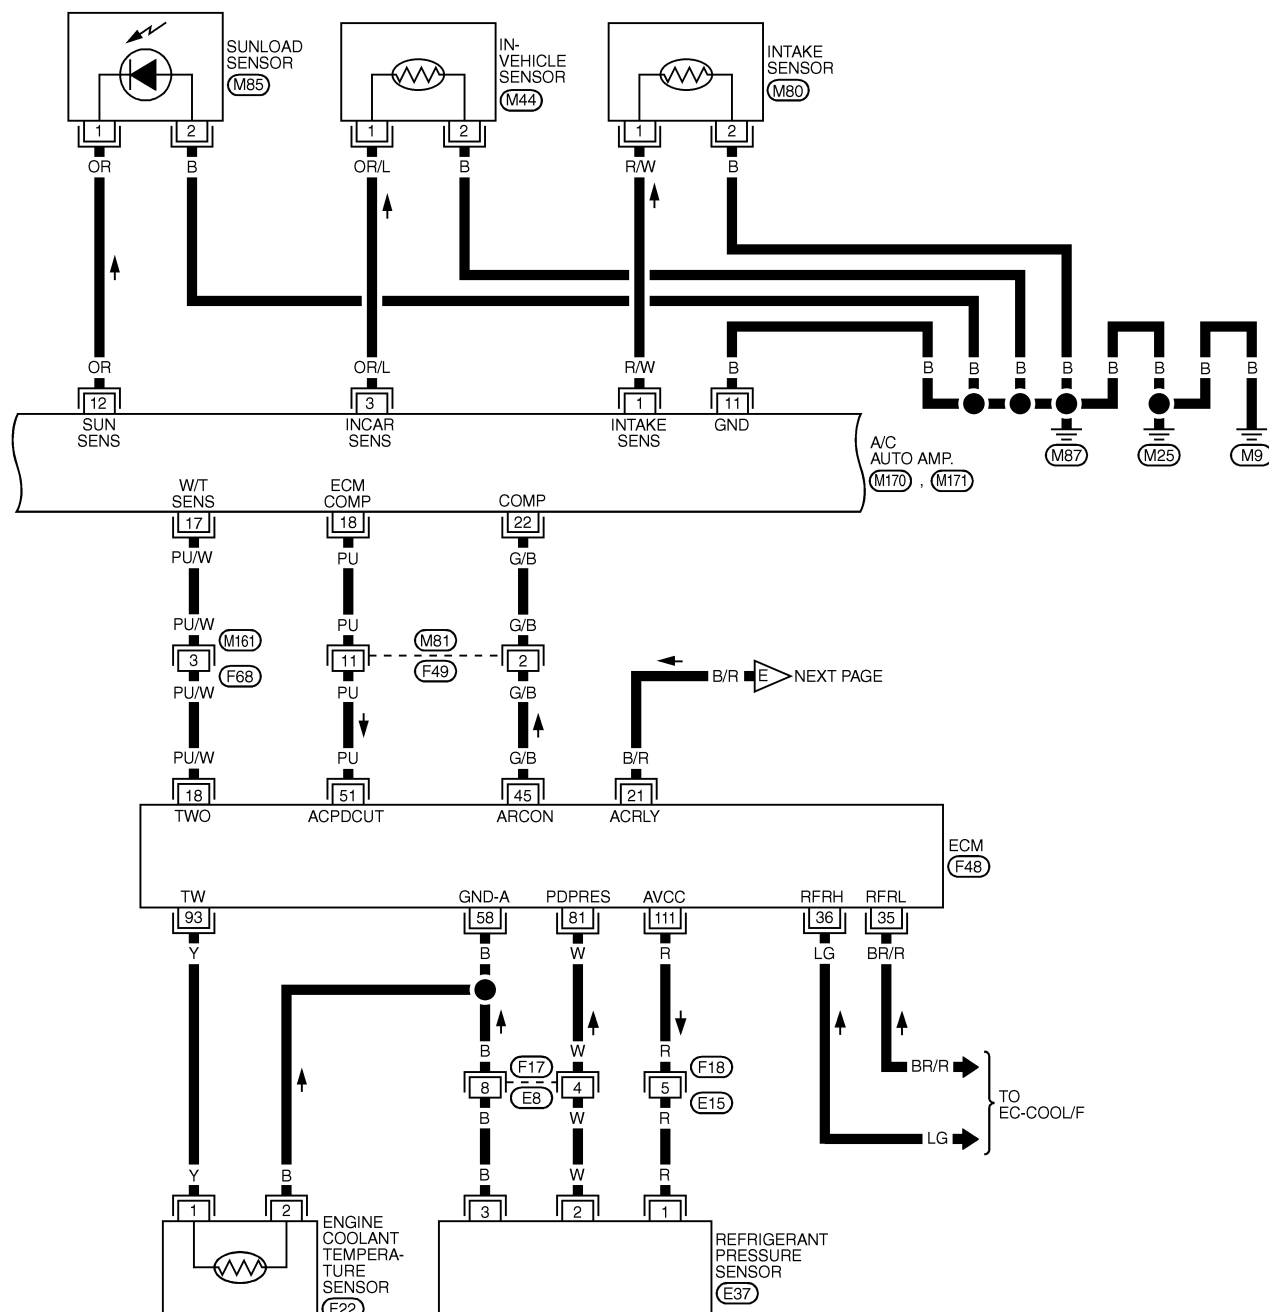 SUNLOAD
SENSOR
M85
IN-
VEHICLE
SENSOR
M44
INTAKE
SENSOR
M80
1 2 1 2 1 2
OR B OR/L B R/W B
OR OR/L R/W B B B B B B B B B
12 3 1 11
SUN
SENS
INCAR
SENS
INTAKE
SENS
GND
M87 M25 M9
A/C
AUTO AMP.
M170 , M171
W/T
SENS
ECM
COMP
COMP
17 18 22
PU/W PU G/B
PU/W PU G/B
M161 M81
3 11 2
F68 F49
PU/W PU G/B
B/R E NEXT PAGE
PU/W PU G/B B/R
18 51 45 21
TWO ACPDCUT ARCON ACRLY
ECM
F48
TW GND-A PDPRES AVCC RFRH RFRL
93 58 81 111 36 35
Y B W R LG BR/R
B W R
F17 F18
8 4 5
E8 E15
B W R
BR/R
TO
EC-COOL/F
LG
Y B B W R
1 2 3 2 1
ENGINE
COOLANT
TEMPERA-
TURE
SENSOR
REFRIGERANT
PRESSURE
SENSOR
E37